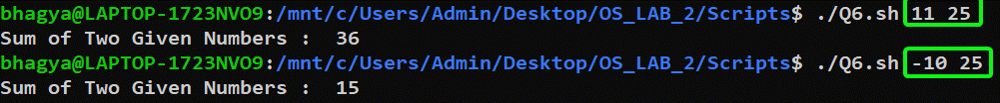 bhagya@LAPTOP-1723NVO9:/mnt/c/Users/Admin/Desktop/OS_LAB_2/Scripts$ ./Q6.sh 11 25
Sum of Two Given Numbers :  36
bhagya@LAPTOP-1723NVO9:/mnt/c/Users/Admin/Desktop/OS_LAB_2/Scripts$ ./Q6.sh -10 25
Sum of Two Given Numbers :  15